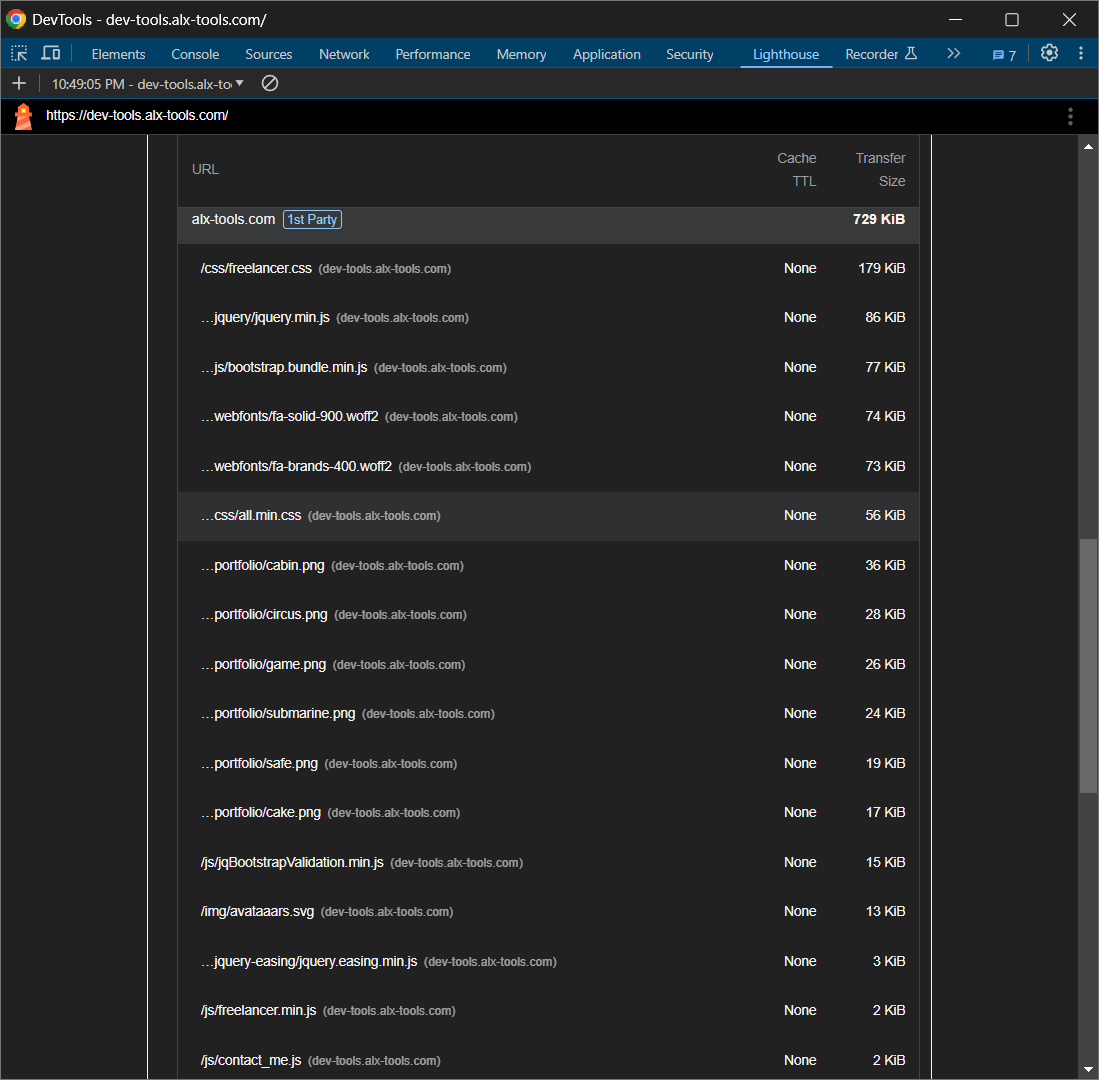 DevTools - dev-tools.alx-tools.com/
Elements Console Sources Network Performance Memory Application Security Lighthouse Recorder 7
10:49:05 PM - dev-tools.alx-to
https://dev-tools.alx-tools.com/
URL Cache TTL Transfer Size
alx-tools.com 1st Party 729 KiB
/css/freelancer.css (dev-tools.alx-tools.com) None 179 KiB
…jquery/jquery.min.js (dev-tools.alx-tools.com) None 86 KiB
…js/bootstrap.bundle.min.js (dev-tools.alx-tools.com) None 77 KiB
…webfonts/fa-solid-900.woff2 (dev-tools.alx-tools.com) None 74 KiB
…webfonts/fa-brands-400.woff2 (dev-tools.alx-tools.com) None 73 KiB
…css/all.min.css (dev-tools.alx-tools.com) None 56 KiB
…portfolio/cabin.png (dev-tools.alx-tools.com) None 36 KiB
…portfolio/circus.png (dev-tools.alx-tools.com) None 28 KiB
…portfolio/game.png (dev-tools.alx-tools.com) None 26 KiB
…portfolio/submarine.png (dev-tools.alx-tools.com) None 24 KiB
…portfolio/safe.png (dev-tools.alx-tools.com) None 19 KiB
…portfolio/cake.png (dev-tools.alx-tools.com) None 17 KiB
/js/jqBootstrapValidation.min.js (dev-tools.alx-tools.com) None 15 KiB
/img/avataaars.svg (dev-tools.alx-tools.com) None 13 KiB
…jquery-easing/jquery.easing.min.js (dev-tools.alx-tools.com) None 3 KiB
/js/freelancer.min.js (dev-tools.alx-tools.com) None 2 KiB
/js/contact_me.js (dev-tools.alx-tools.com) None 2 KiB